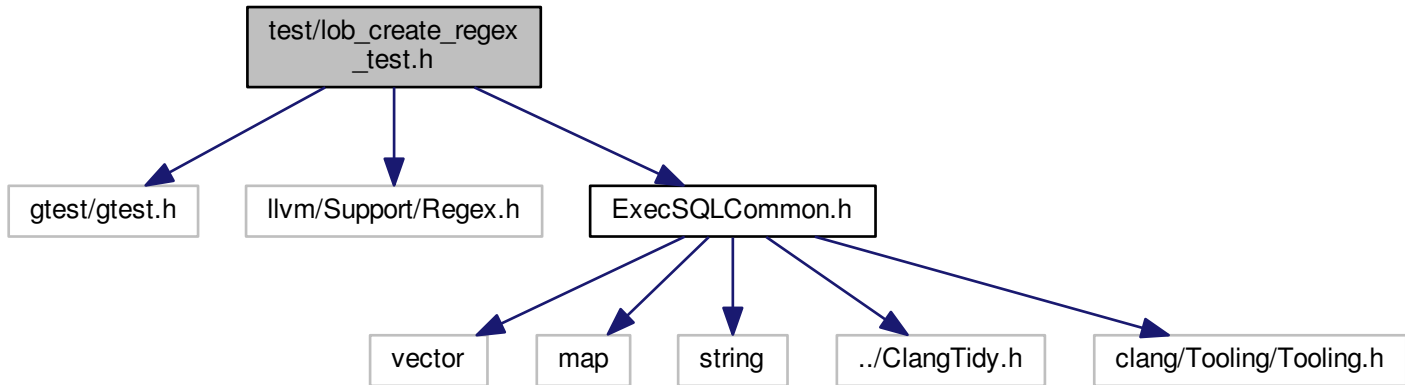 test/lob_create_regex
_test.h
gtest/gtest.h
llvm/Support/Regex.h
ExecSQLCommon.h
vector
map
string
../ClangTidy.h
clang/Tooling/Tooling.h